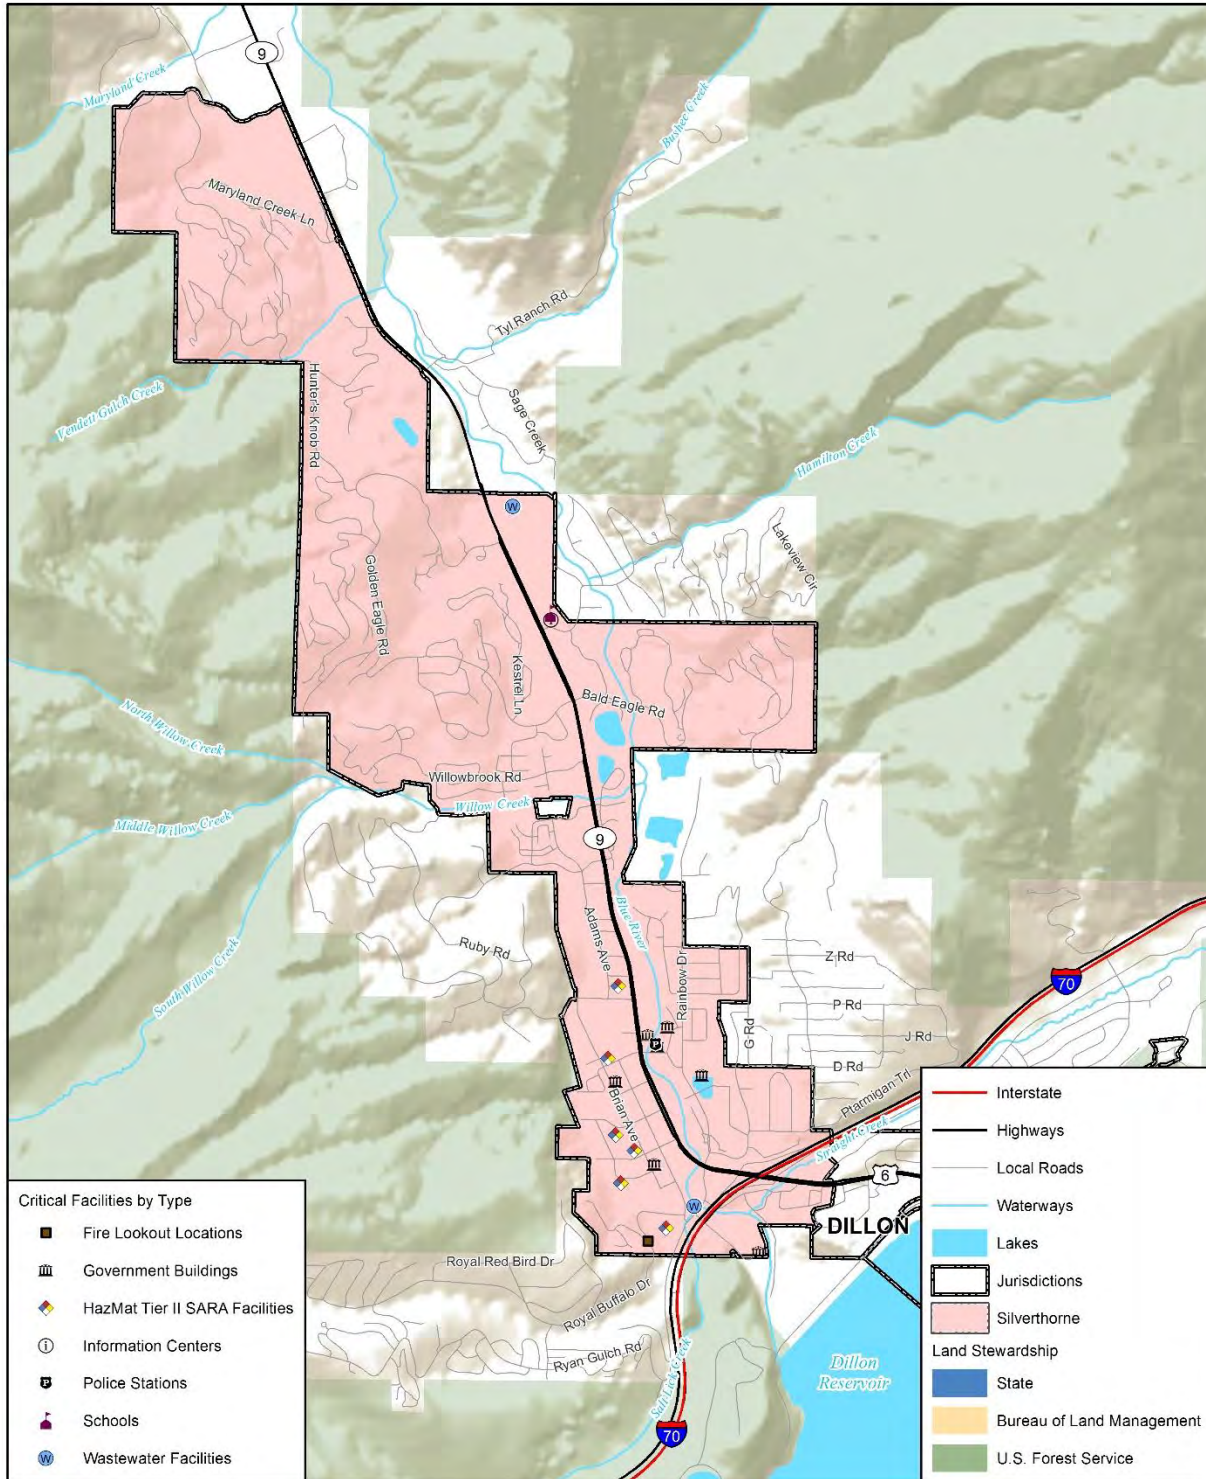 9
Maryland Creek
Bushee Creek
Maryland Creek Ln
Tyl Ranch Rd
Hunter's Knob Rd
Vendett Gulch Creek
Sage Creek
Hamilton Creek
W
Lakeview Cir
Golden Eagle Rd
Kestrel Ln
Bald Eagle Rd
North Willow Creek
Willowbrook Rd
Willow Creek
Middle Willow Creek
9
Blue River
Adams Ave
Ruby Rd
South Willow Creek
Rainbow Dr
Z Rd
70
P Rd
G Rd
J Rd
P
D Rd
Ptarmigan Trl
Brian Ave
Straight Creek
6
W
DILLON
Royal Red Bird Dr
Royal Buffalo Dr
Ryan Gulch Rd
Salt Lick Creek
Dillon
Reservoir
70
Critical Facilities by Type
Fire Lookout Locations
Government Buildings
HazMat Tier II SARA Facilities
i Information Centers
P Police Stations
Schools
W Wastewater Facilities
Interstate
Highways
Local Roads
Waterways
Lakes
Jurisdictions
Silverthorne
Land Stewardship
State
Bureau of Land Management
U.S. Forest Service